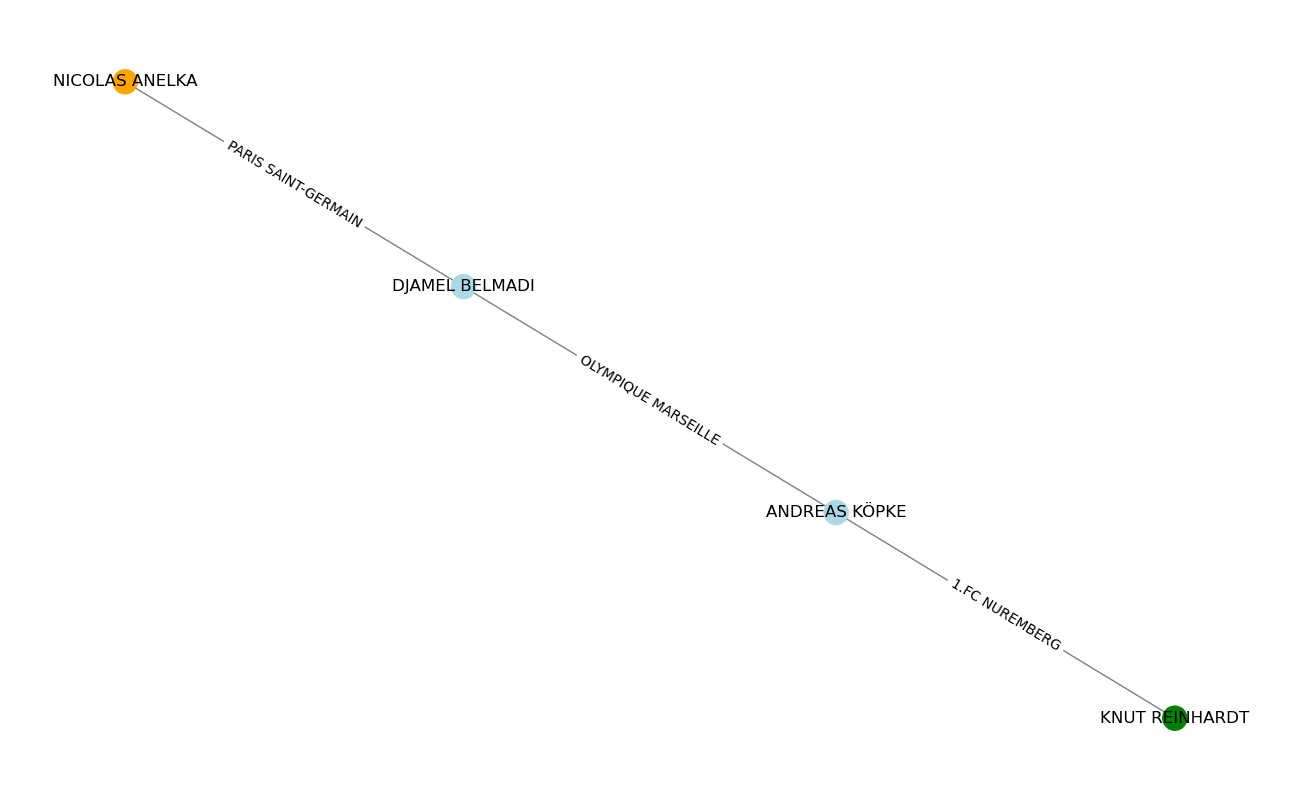 NICOLAS ANELKA
PARIS SAINT-GERMAIN
DJAMEL BELMADI
OLYMPIQUE MARSEILLE
ANDREAS KÖPKE
1.FC NUREMBERG
KNUT REINHARDT